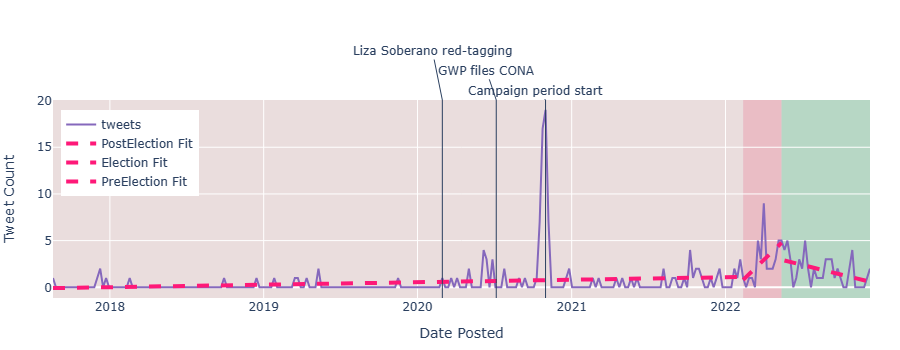 Liza Soberano red-tagging
GWP files CONA
Campaign period start
20
15
10
5
0
tweets
PostElection Fit
Election Fit
PreElection Fit
Tweet Count
2018
2019
2020
2021
2022
Date Posted